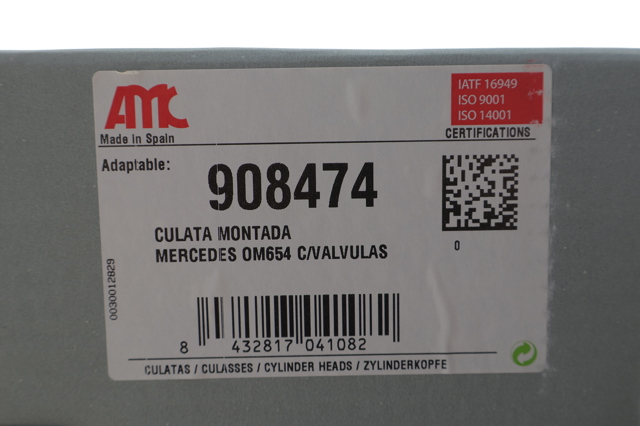 AMC
Made in Spain
IATF 16949
ISO 9001
ISO 14001
CERTIFICATIONS
Adaptable:
908474
CULATA MONTADA
MERCEDES OM654 C/VALVULAS
0
0030012829
8 432817 041082
CULATAS / CULASSES / CYLINDER HEADS / ZYLINDERKOPFE